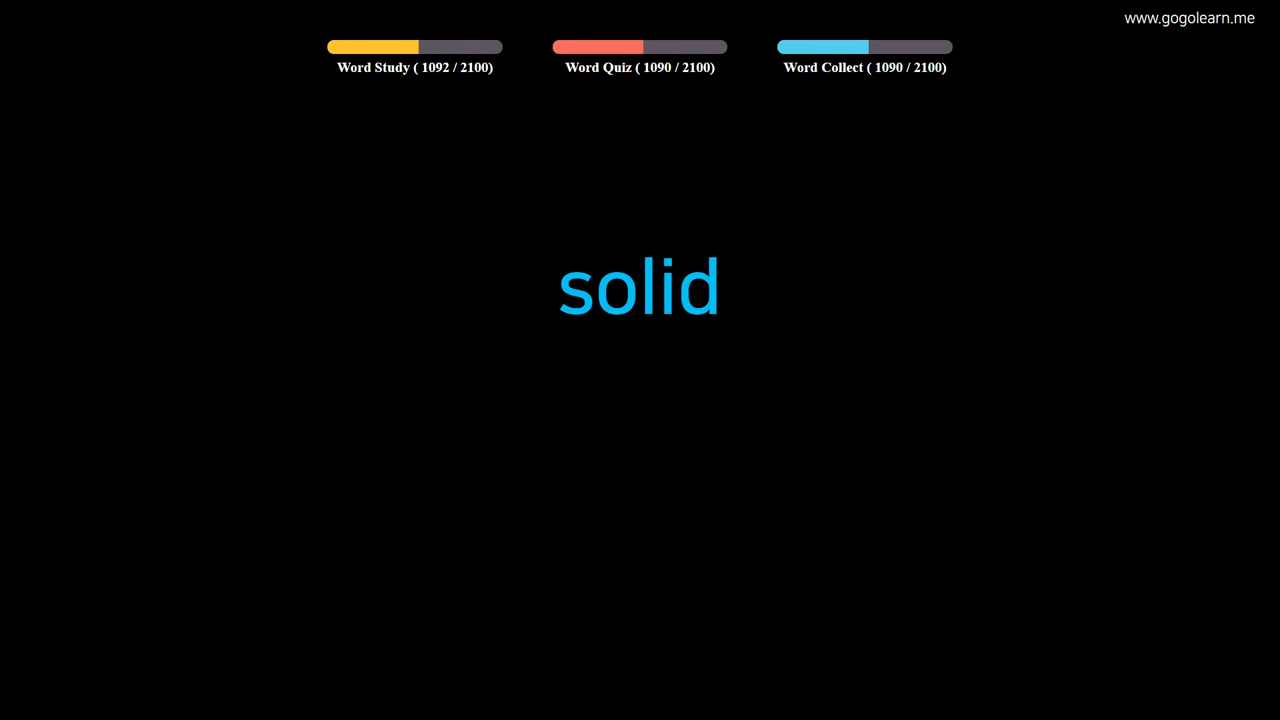 www.gogolearn.me
Word Study ( 1092 / 2100)
Word Quiz ( 1090 / 2100)
Word Collect ( 1090 / 2100)
solid